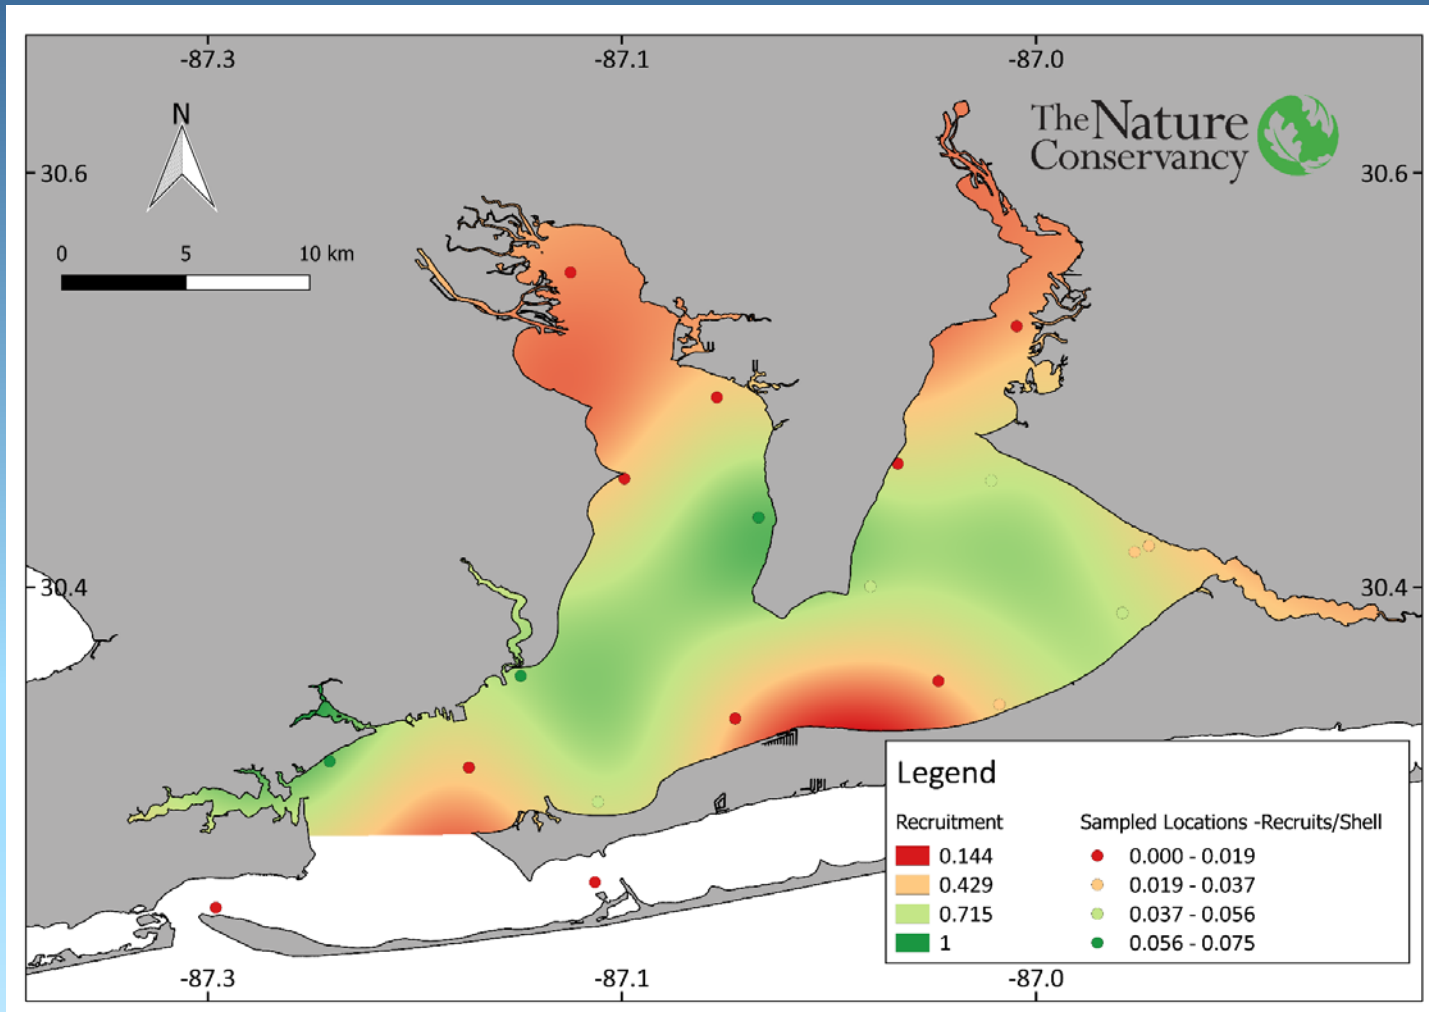 -87.3 -87.1 -87.0
N
The Nature
Conservancy
30.6 30.6
0 5 10 km
30.4 30.4
Legend
Recruitment Sampled Locations -Recruits/Shell
0.144 0.000 - 0.019
0.429 0.019 - 0.037
0.715 0.037 - 0.056
1 0.056 - 0.075
-87.3 -87.1 -87.0